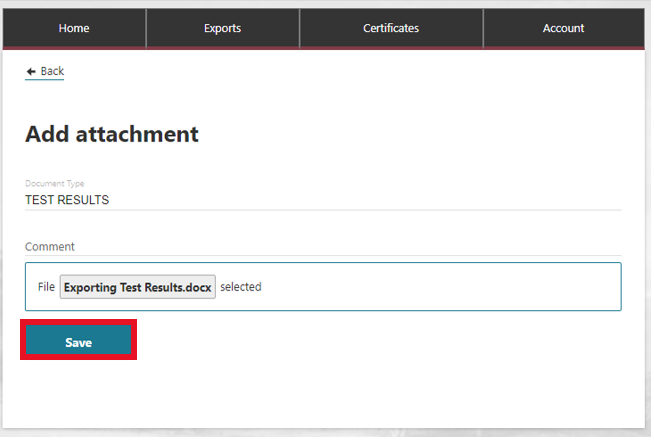 Home Exports Certificates Account
Back
Add attachment
Document Type
TEST RESULTS
Comment
File Exporting Test Results.docx selected
Save